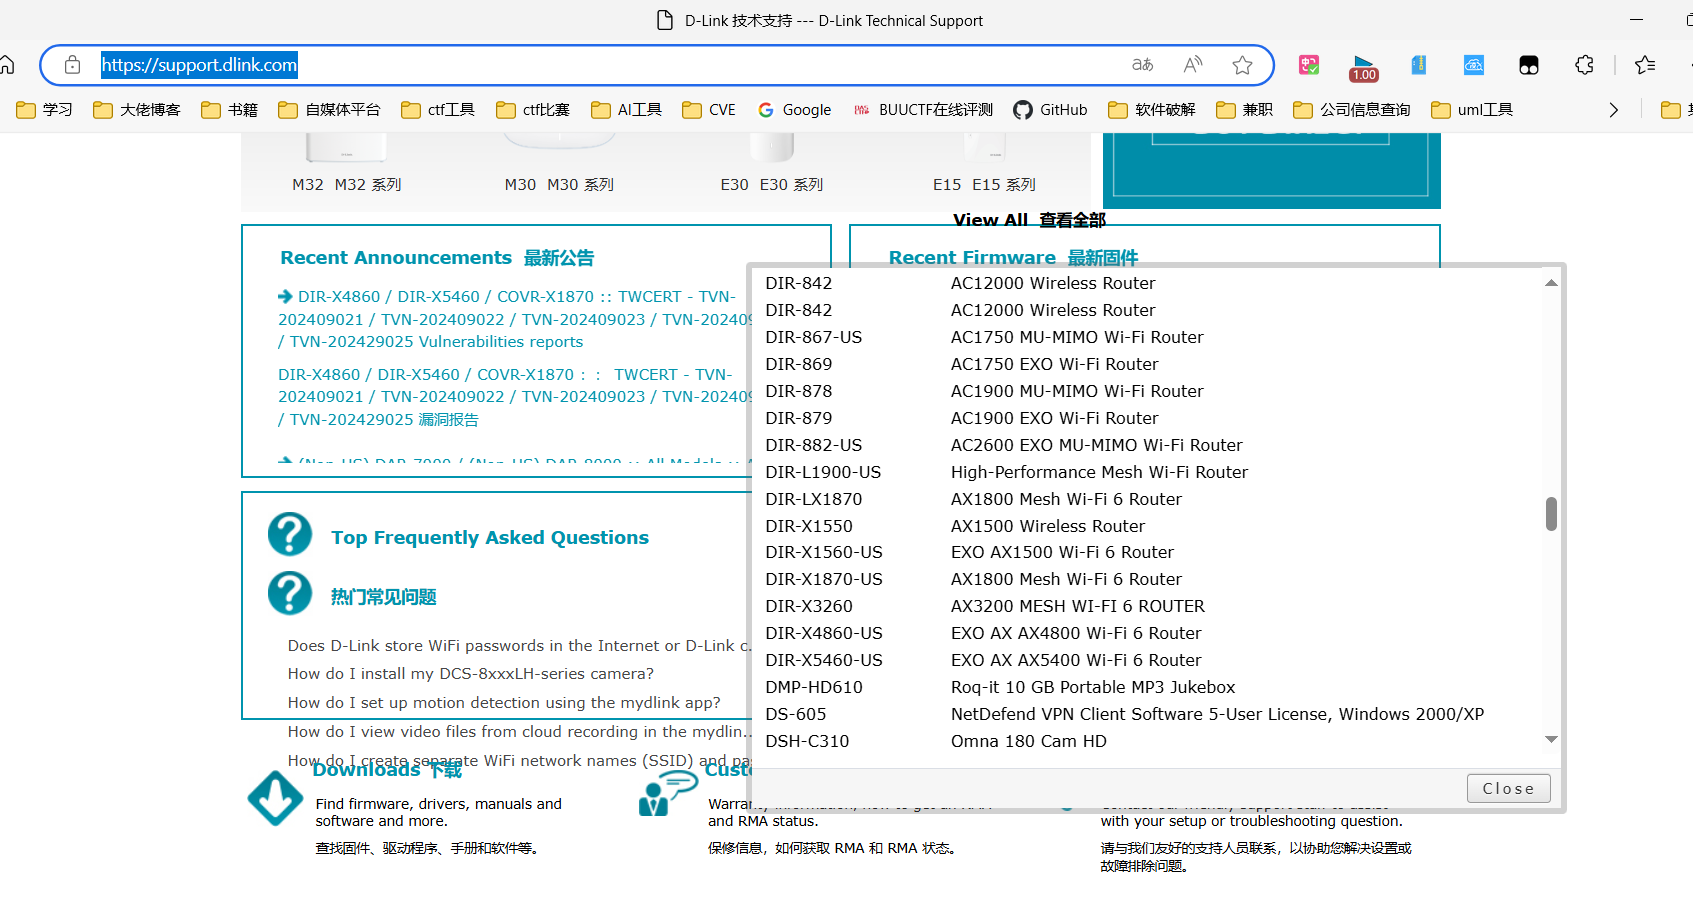 D-Link 技术支持 --- D-Link Technical Support
https://support.dlink.com
aあ
A
1.00
学习
大佬博客
书籍
自媒体平台
ctf工具
ctf比赛
AI工具
CVE
Google
BUUCTF在线评测
GitHub
软件破解
兼职
公司信息查询
uml工具
M32 M32 系列
M30 M30 系列
E30 E30 系列
E15 E15 系列
View All 查看全部
Recent Announcements 最新公告
DIR-X4860 / DIR-X5460 / COVR-X1870 :: TWCERT - TVN-
202409021 / TVN-202409022 / TVN-202409023 / TVN-20240
/ TVN-202429025 Vulnerabilities reports
DIR-X4860 / DIR-X5460 / COVR-X1870 :： TWCERT - TVN-
202409021 / TVN-202409022 / TVN-202409023 / TVN-20240
/ TVN-202429025 漏洞报告
Recent Firmware 最新固件
DIR-842 AC12000 Wireless Router
DIR-842 AC12000 Wireless Router
DIR-867-US AC1750 MU-MIMO Wi-Fi Router
DIR-869 AC1750 EXO Wi-Fi Router
DIR-878 AC1900 MU-MIMO Wi-Fi Router
DIR-879 AC1900 EXO Wi-Fi Router
DIR-882-US AC2600 EXO MU-MIMO Wi-Fi Router
DIR-L1900-US High-Performance Mesh Wi-Fi Router
DIR-LX1870 AX1800 Mesh Wi-Fi 6 Router
DIR-X1550 AX1500 Wireless Router
DIR-X1560-US EXO AX1500 Wi-Fi 6 Router
DIR-X1870-US AX1800 Mesh Wi-Fi 6 Router
DIR-X3260 AX3200 MESH WI-FI 6 ROUTER
DIR-X4860-US EXO AX AX4800 Wi-Fi 6 Router
DIR-X5460-US EXO AX AX5400 Wi-Fi 6 Router
DMP-HD610 Roq-it 10 GB Portable MP3 Jukebox
DS-605 NetDefend VPN Client Software 5-User License, Windows 2000/XP
DSH-C310 Omna 180 Cam HD
Close
Top Frequently Asked Questions
热门常见问题
Does D-Link store WiFi passwords in the Internet or D-Link c...
How do I install my DCS-8xxxLH-series camera?
How do I set up motion detection using the mydlink app?
How do I view video files from cloud recording in the mydlin...
How do I create separate WiFi network names (SSID) and pa
Downloads 下载
Find firmware, drivers, manuals and
software and more.
查找固件、驱动程序、手册和软件等。
Custo
and RMA status.
保修信息，如何获取 RMA 和 RMA 状态。
with your setup or troubleshooting question.
请与我们友好的支持人员联系，以协助您解决设置或
故障排除问题。